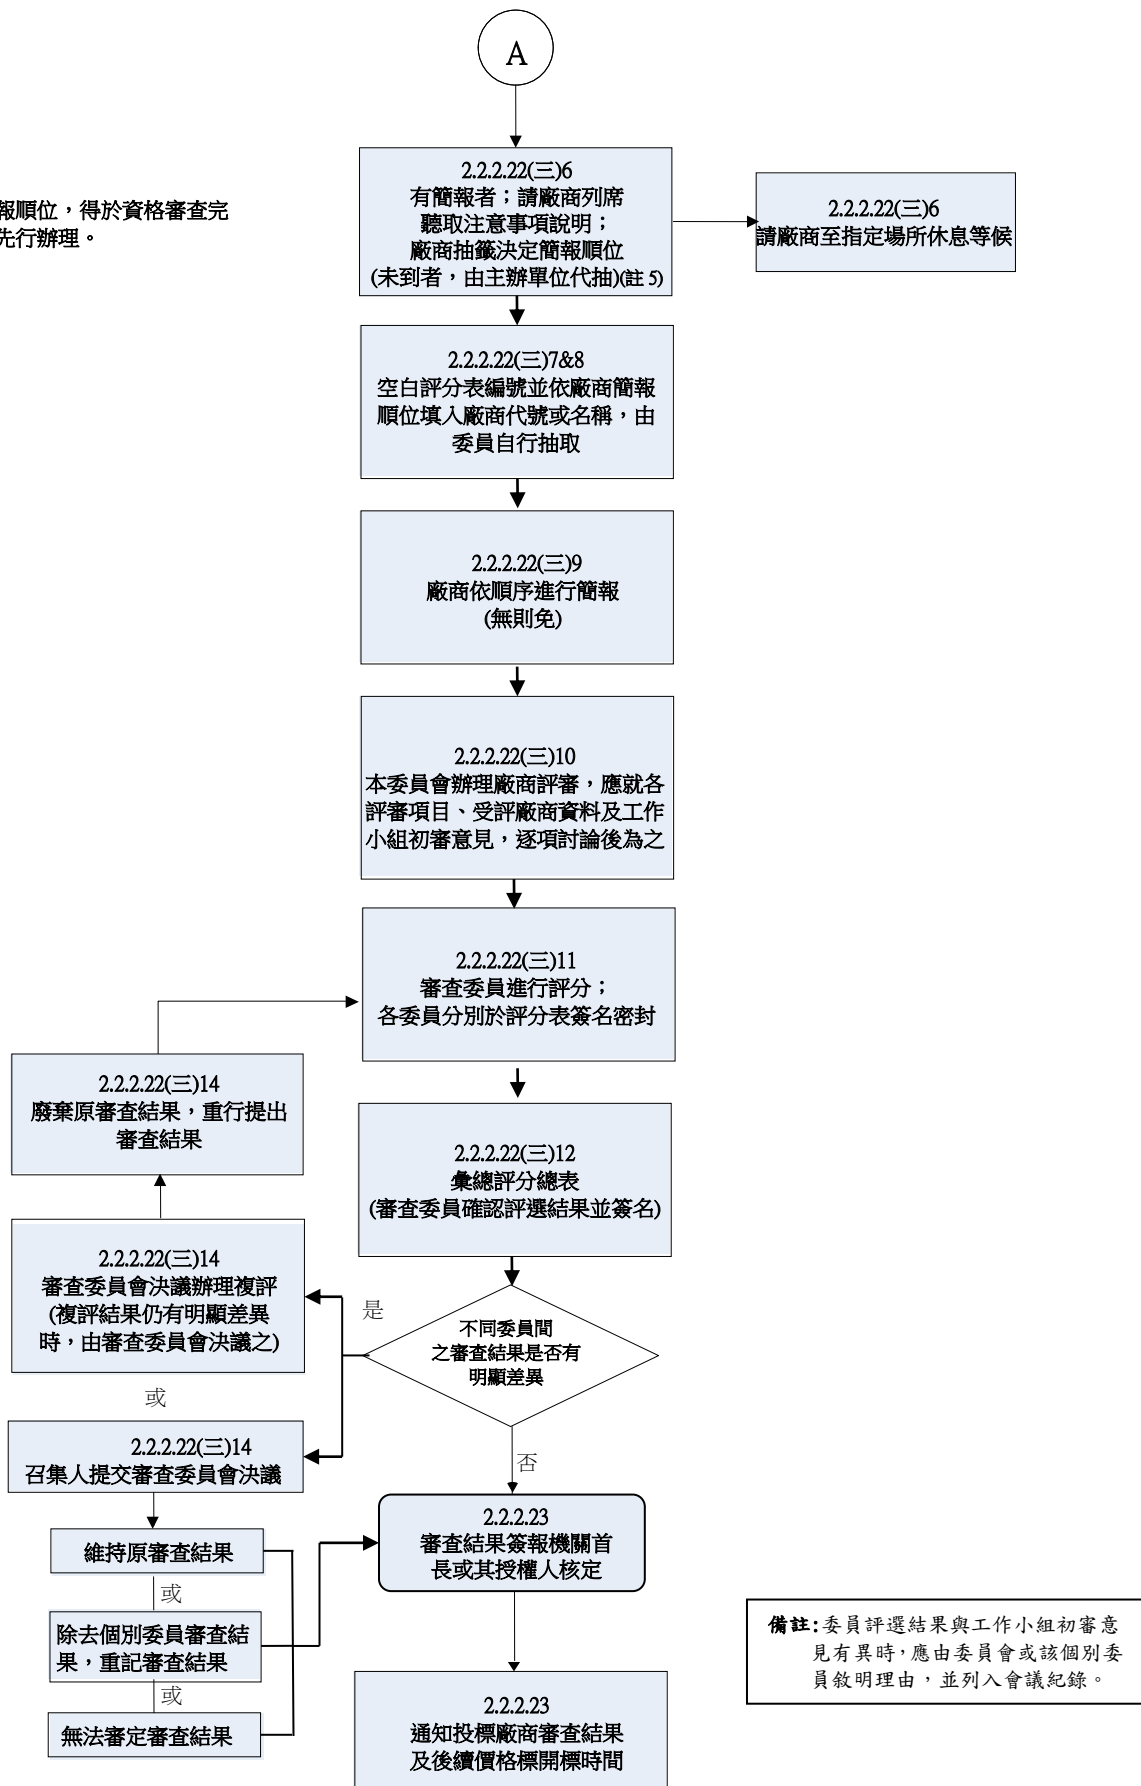 A
2.2.2.22(三)6
有簡報者；請廠商列席
聽取注意事項說明；
廠商抽籤決定簡報順位
(未到者，由主辦單位代抽)(註 5)
2.2.2.22(三)6
請廠商至指定場所休息等候
報順位，得於資格審查完
先行辦理。
2.2.2.22(三)7&8
空白評分表編號並依廠商簡報
順位填入廠商代號或名稱，由
委員自行抽取
2.2.2.22(三)9
廠商依順序進行簡報
(無則免)
2.2.2.22(三)10
本委員會辦理廠商評審，應就各
評審項目、受評廠商資料及工作
小組初審意見，逐項討論後為之
2.2.2.22(三)11
審查委員進行評分；
各委員分別於評分表簽名密封
2.2.2.22(三)14
廢棄原審查結果，重行提出
審查結果
2.2.2.22(三)12
彙總評分總表
(審查委員確認評選結果並簽名)
2.2.2.22(三)14
審查委員會決議辦理複評
(複評結果仍有明顯差異
時，由審查委員會決議之)
是
不同委員間
之審查結果是否有
明顯差異
或
2.2.2.22(三)14
召集人提交審查委員會決議
否
2.2.2.23
審查結果簽報機關首
長或其授權人核定
維持原審查結果
或
除去個別委員審查結
果，重記審查結果
或
無法審定審查結果
2.2.2.23
通知投標廠商審查結果
及後續價格標開標時間
備註:委員評選結果與工作小組初審意
見有異時，應由委員會或該個別委
員敘明理由，並列入會議紀錄。